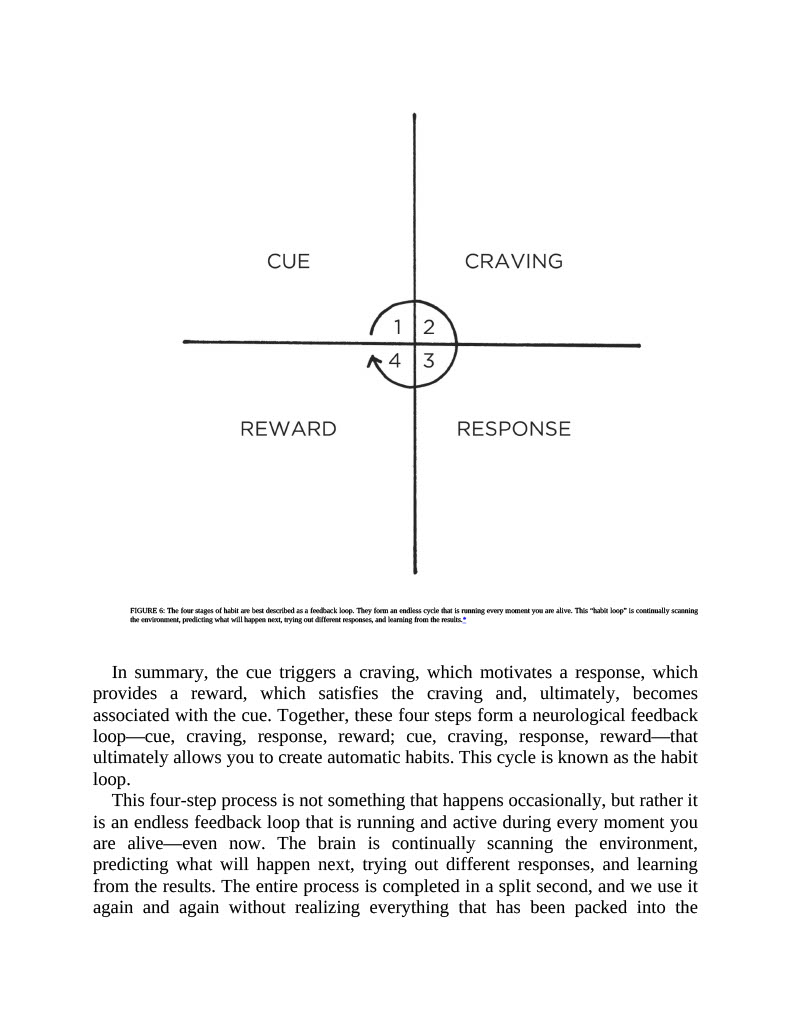 CUE CRAVING
1 2
4 3
REWARD RESPONSE
FIGURE 6: The four stages of habit are best described as a feedback loop. They form an endless cycle that is running every moment you are alive. This “habit loop” is continually scanning
the environment, predicting what will happen next, trying out different responses, and learning from the results.*
In summary, the cue triggers a craving, which motivates a response, which
provides a reward, which satisfies the craving and, ultimately, becomes
associated with the cue. Together, these four steps form a neurological feedback
loop—cue, craving, response, reward; cue, craving, response, reward—that
ultimately allows you to create automatic habits. This cycle is known as the habit
loop.
This four-step process is not something that happens occasionally, but rather it
is an endless feedback loop that is running and active during every moment you
are alive—even now. The brain is continually scanning the environment,
predicting what will happen next, trying out different responses, and learning
from the results. The entire process is completed in a split second, and we use it
again and again without realizing everything that has been packed into the